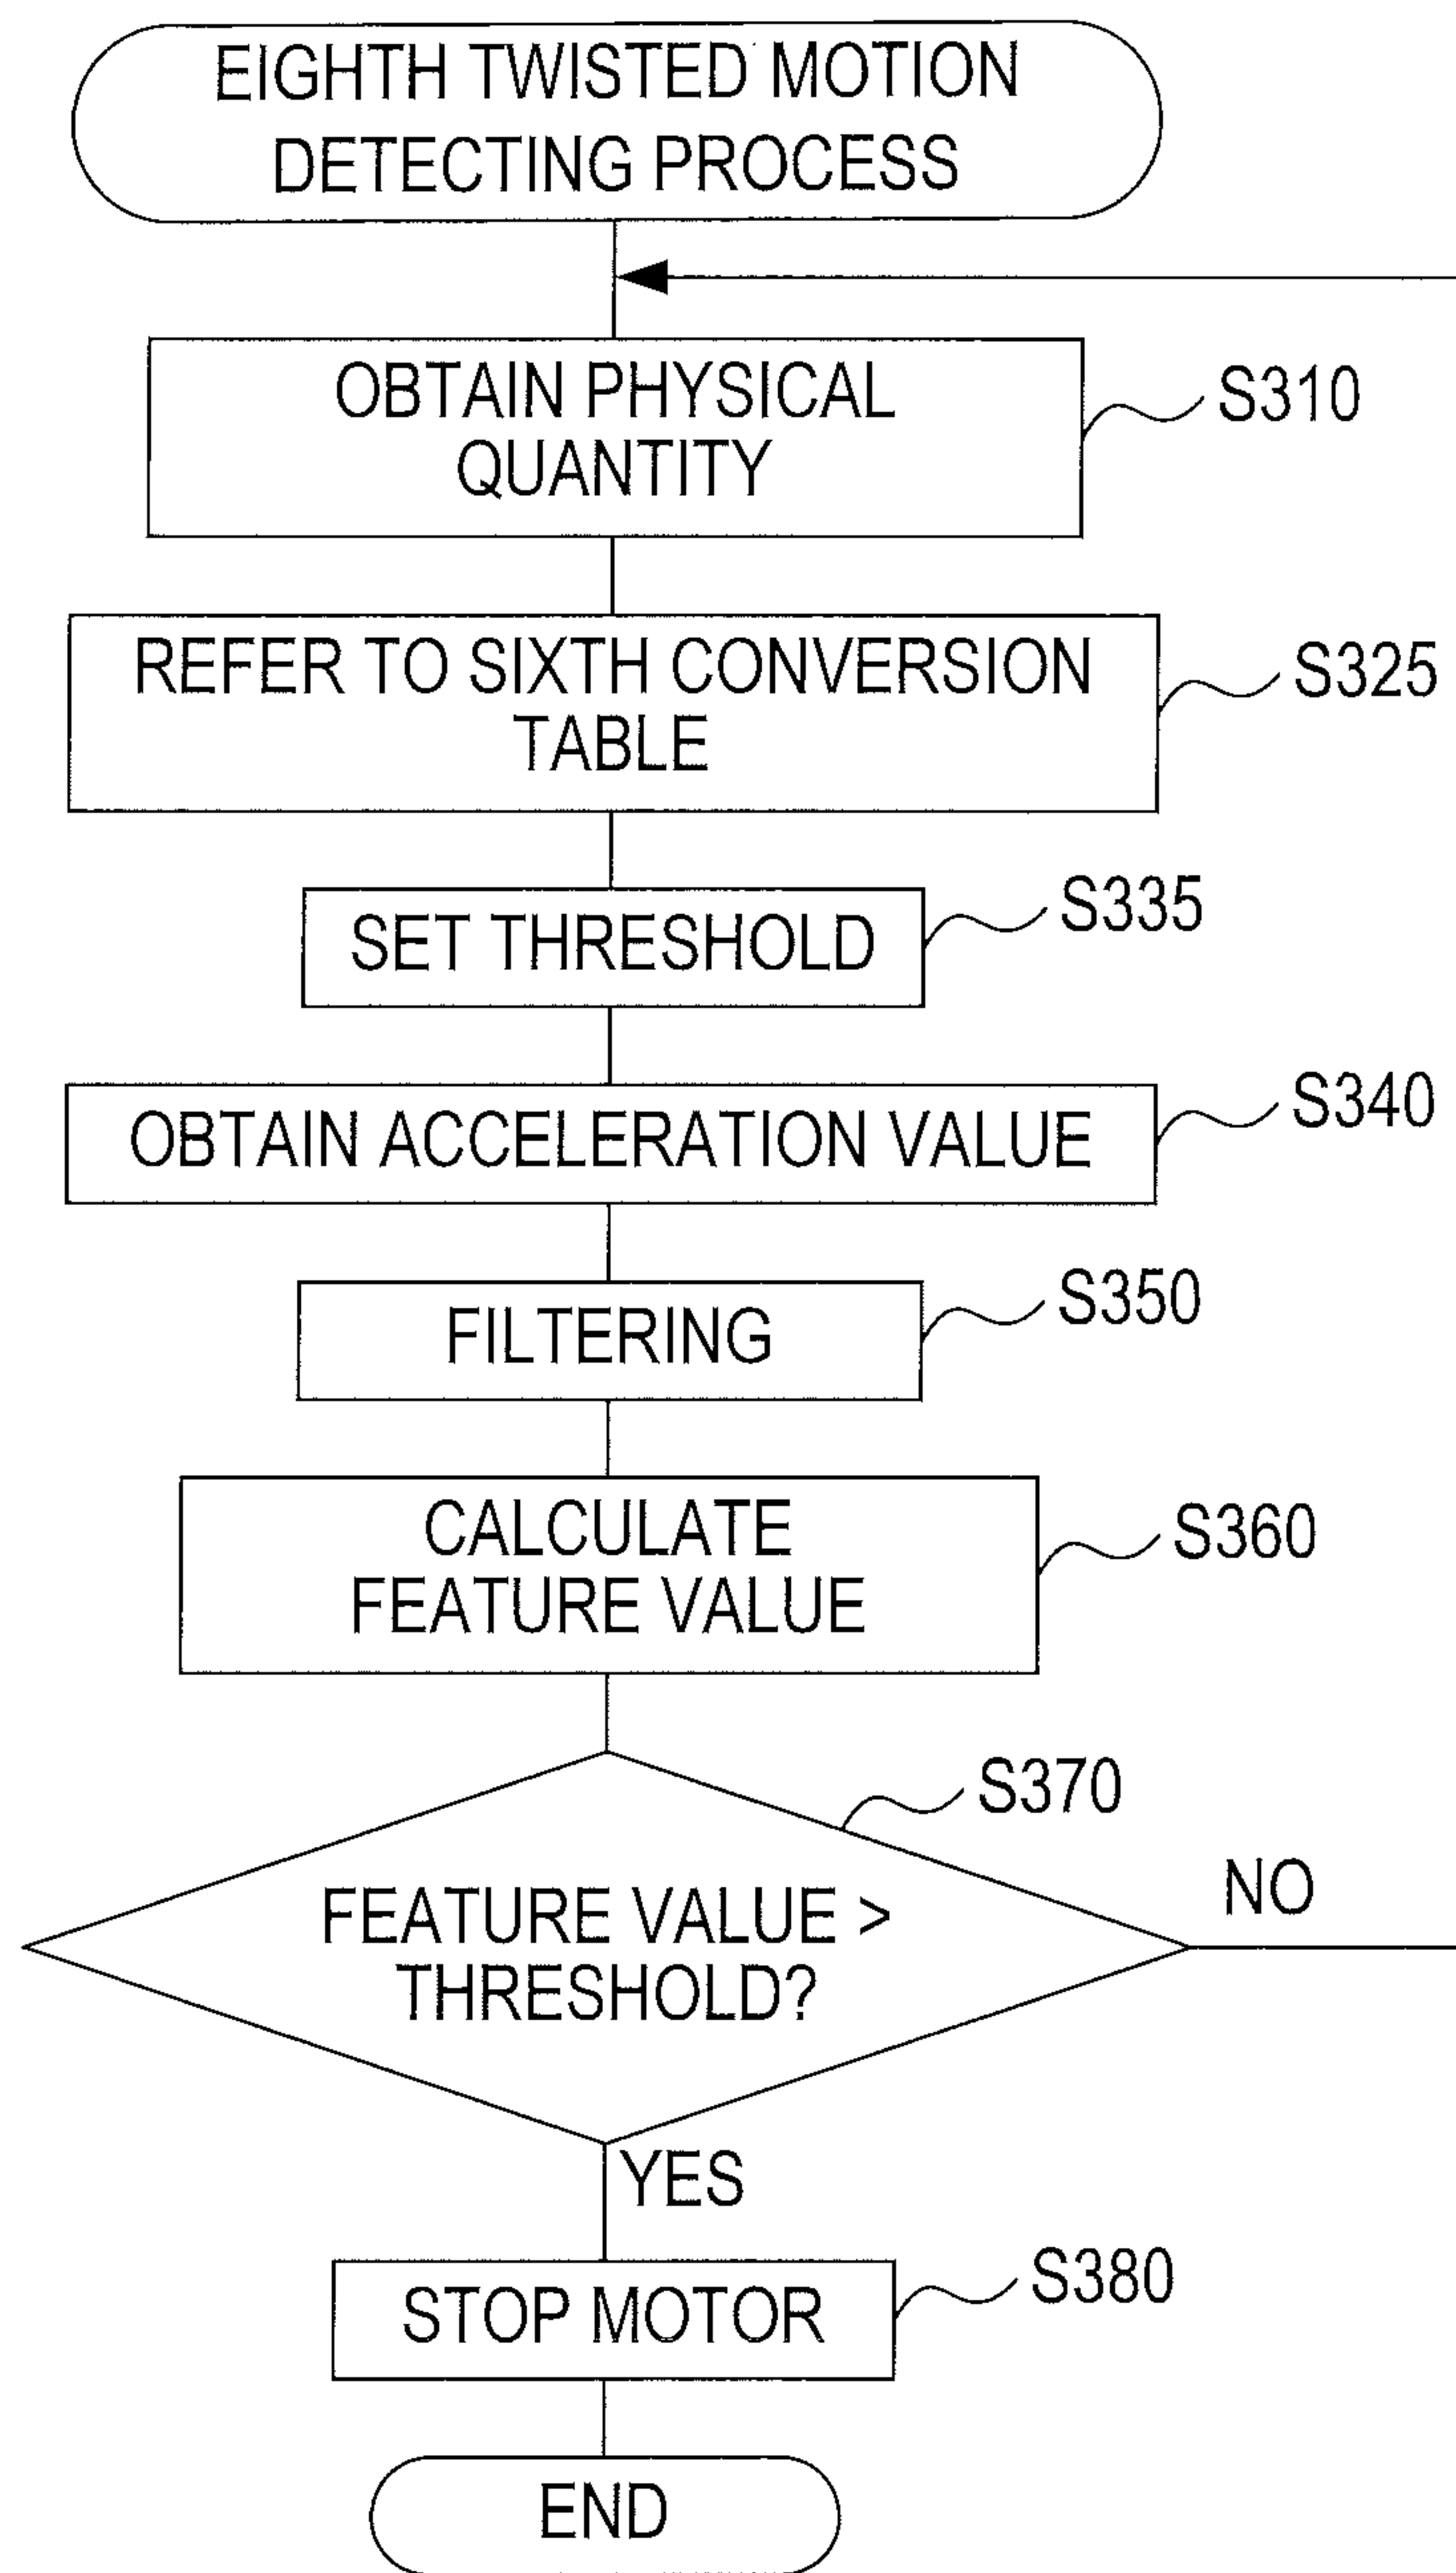 EIGHTH TWISTED MOTION
DETECTING PROCESS
OBTAIN PHYSICAL
QUANTITY
S310
REFER TO SIXTH CONVERSION
TABLE
S325
SET THRESHOLD
S335
OBTAIN ACCELERATION VALUE
S340
FILTERING
S350
CALCULATE
FEATURE VALUE
S360
S370
FEATURE VALUE >
THRESHOLD?
NO
YES
STOP MOTOR
S380
END